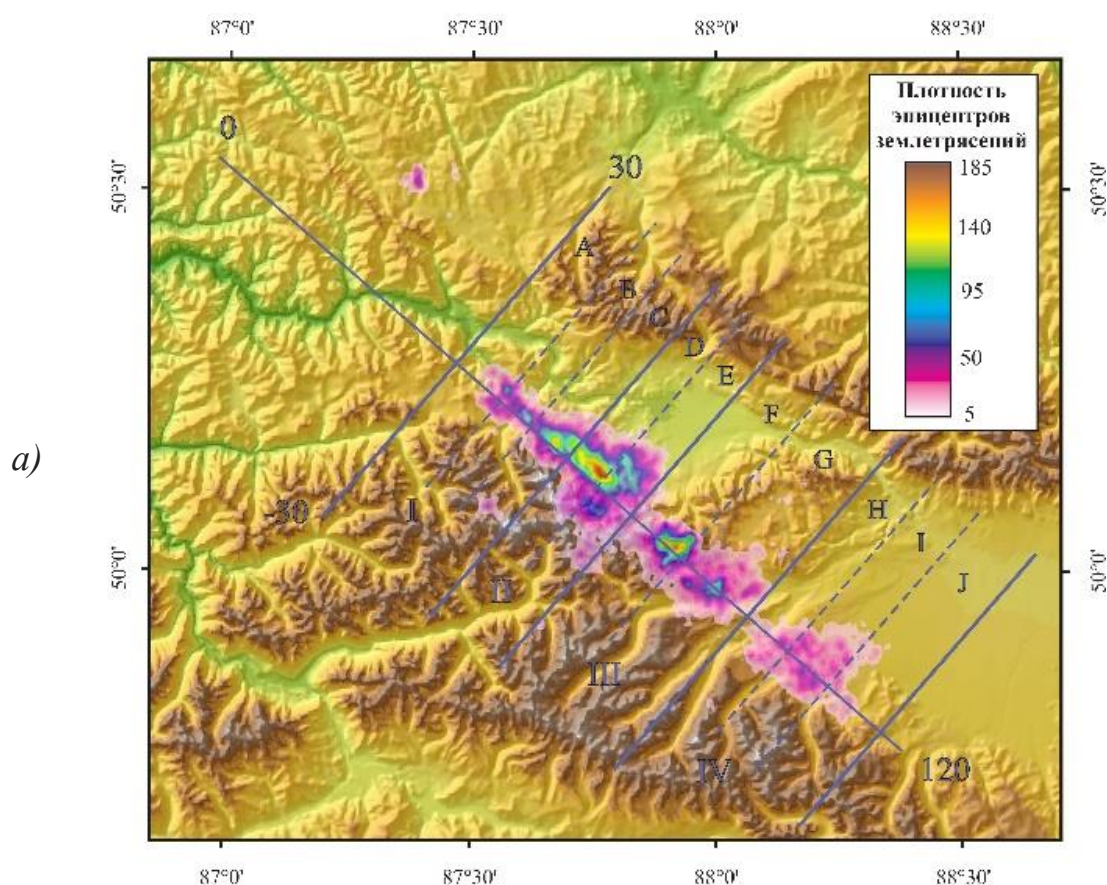 87°0'
87°30'
88°0'
88°30'
Плотность
эпицентров
землетрясений
185
140
95
50
5
0
30
50°30'
50°30'
А
Б
C
D
E
F
G
H
I
J
а)
-30
I
II
III
IV
50°0'
50°0'
120
87°0'
87°30'
88°0'
88°30'